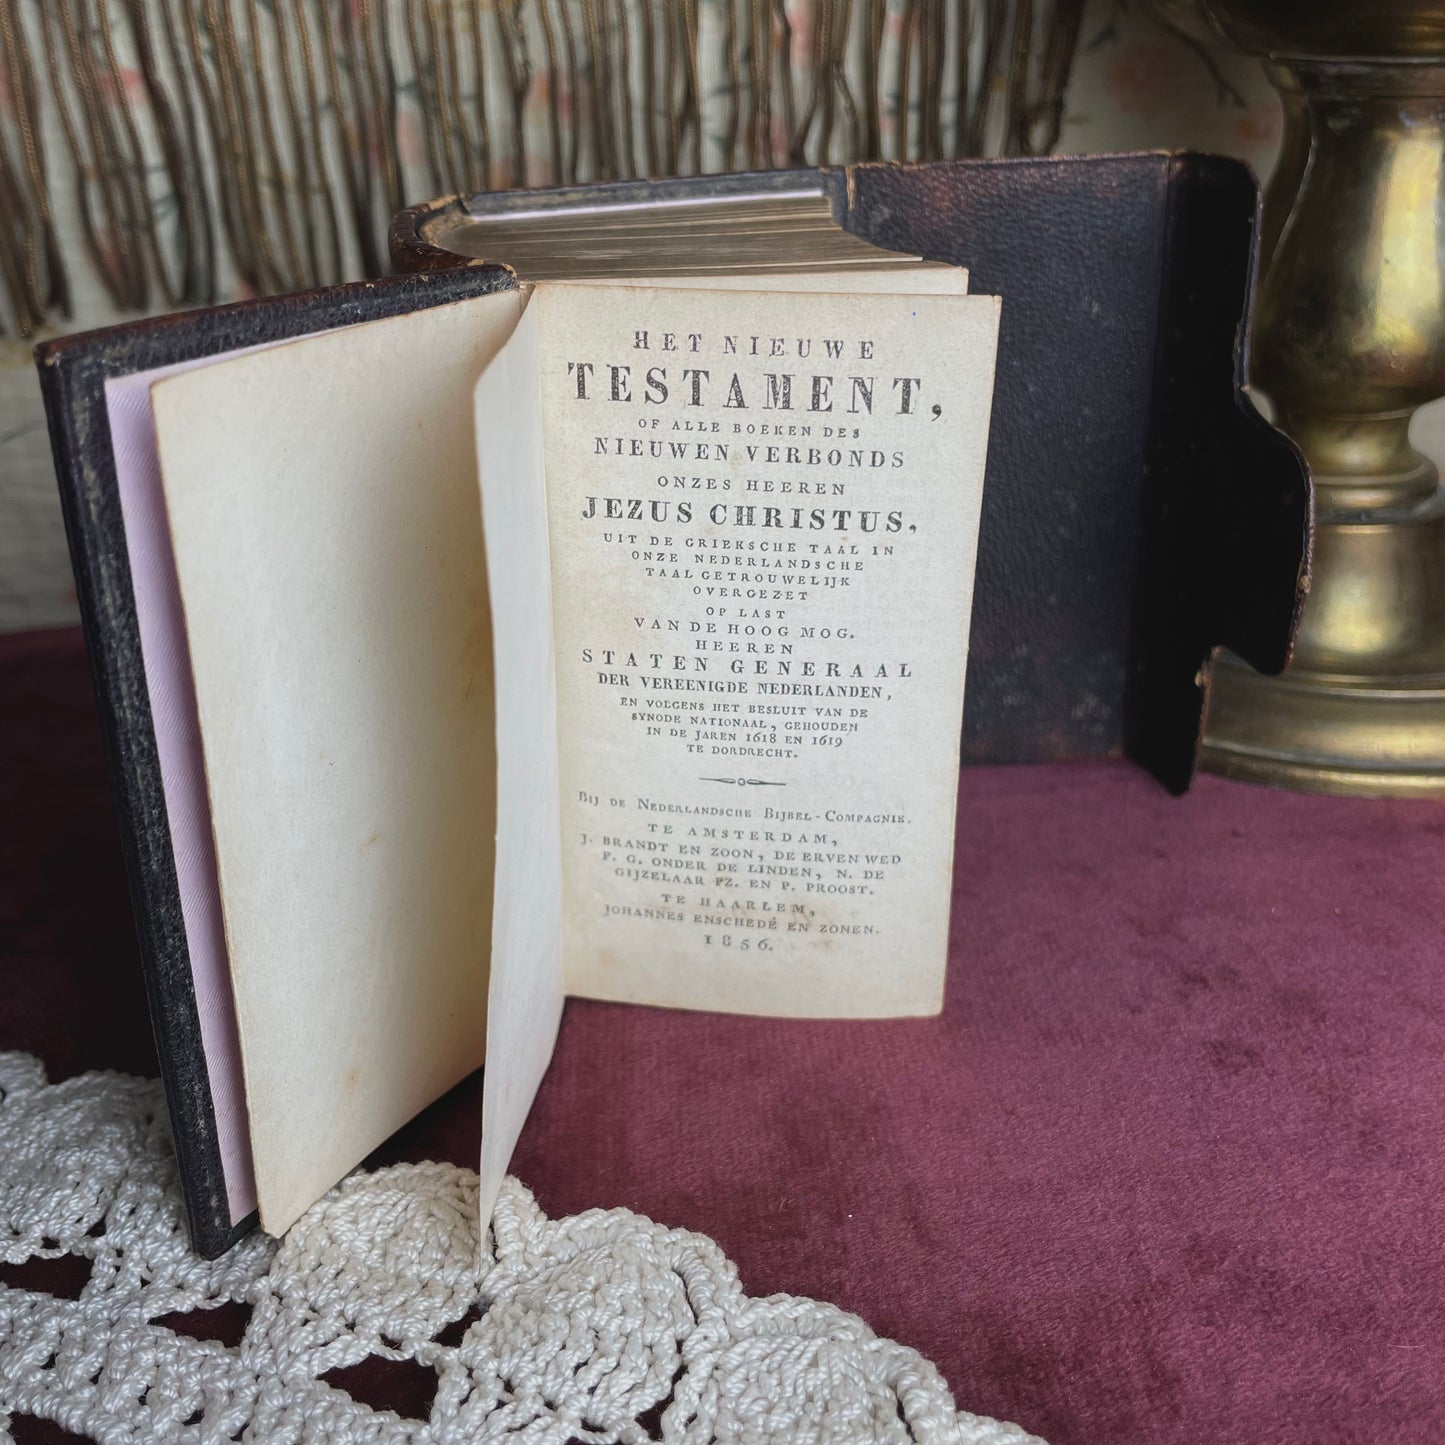 HET NIEUWE
TESTAMENT,
OF ALLE BOEKEN DES
NIEUWEN VERBONDS
ONZES HEEREN
JEZUS CHRISTUS,
UIT DE GRIEKSCHE TAAL IN
ONZE NEDERLANDSCHE
TAAL GETROUWELIJK
OVERGEZET
OP LAST
VAN DE HOOG MOG.
HEEREN
STATEN GENERAAL
DER VEREENIGDE NEDERLANDEN,
EN VOLGENS HET BESLUIT VAN DE
SYNODE NATIONAAL, GEHOUDEN
IN DE JAREN 1618 EN 1619
TE DORDRECHT.
BIJ DE NEDERLANDSCHE BIJBEL-COMPAGNIE.
TE AMSTERDAM,
J. BRANDT EN ZOON, DE ERVEN WED
F. G. ONDER DE LINDEN, N. DE
GIJZELAAR PZ. EN P. PROOST.
TE HAARLEM,
JOHANNES ENSCHEDÉ EN ZONEN.
1856.